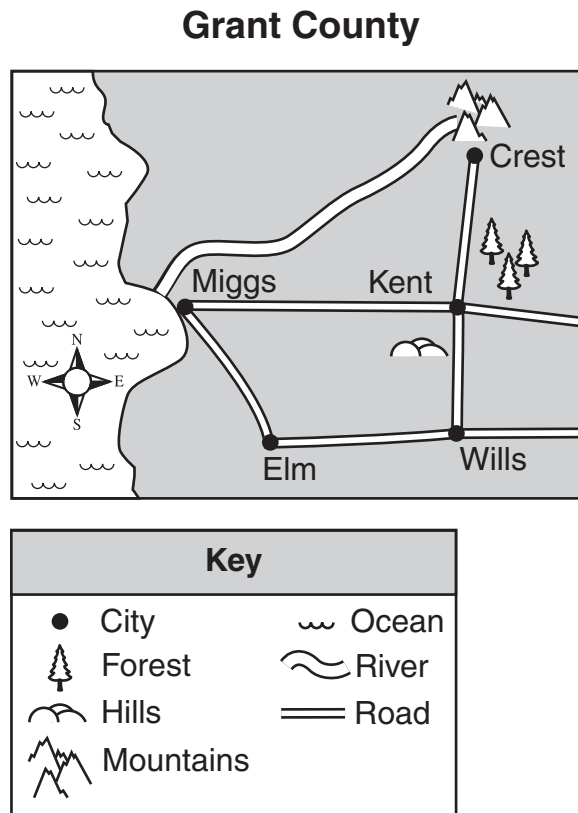 Grant County
Crest
Miggs
Kent
N
W E
S
Elm
Wills
Key
City
Ocean
Forest
River
Hills
Road
Mountains